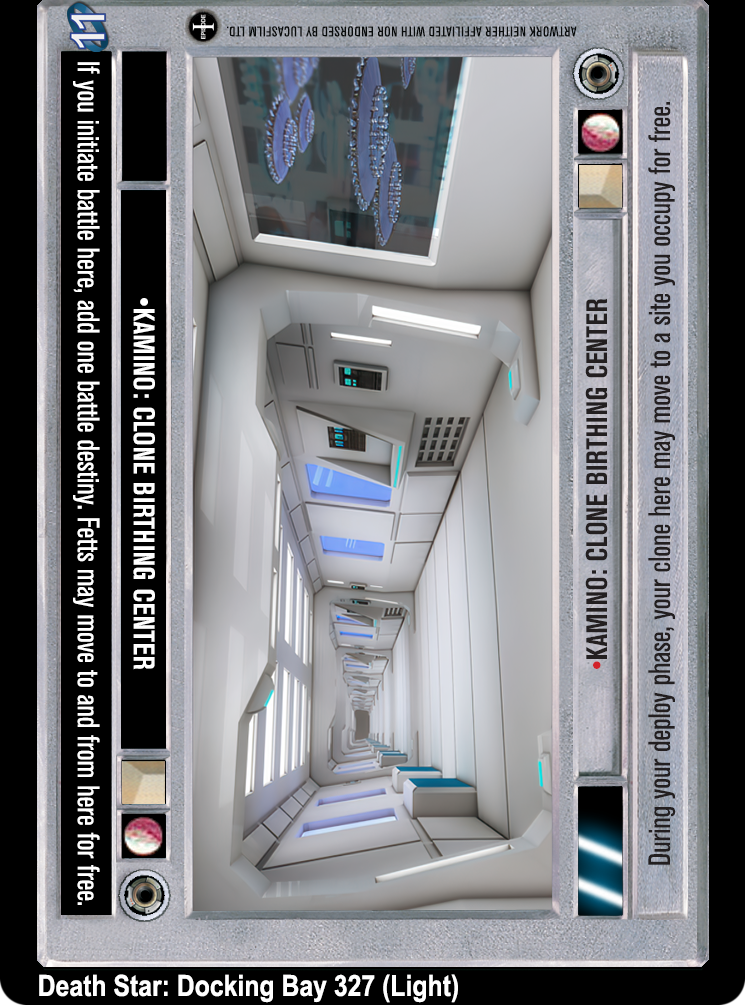 11
If you initiate battle here, add one battle destiny. Fetts may move to and from here for free.
•KAMINO: CLONE BIRTHING CENTER
EPISODE I
ARTWORK NEITHER AFFILIATED WITH NOR ENDORSED BY LUCASFILM LTD.
•KAMINO: CLONE BIRTHING CENTER
During your deploy phase, your clone here may move to a site you occupy for free.
Death Star: Docking Bay 327 (Light)